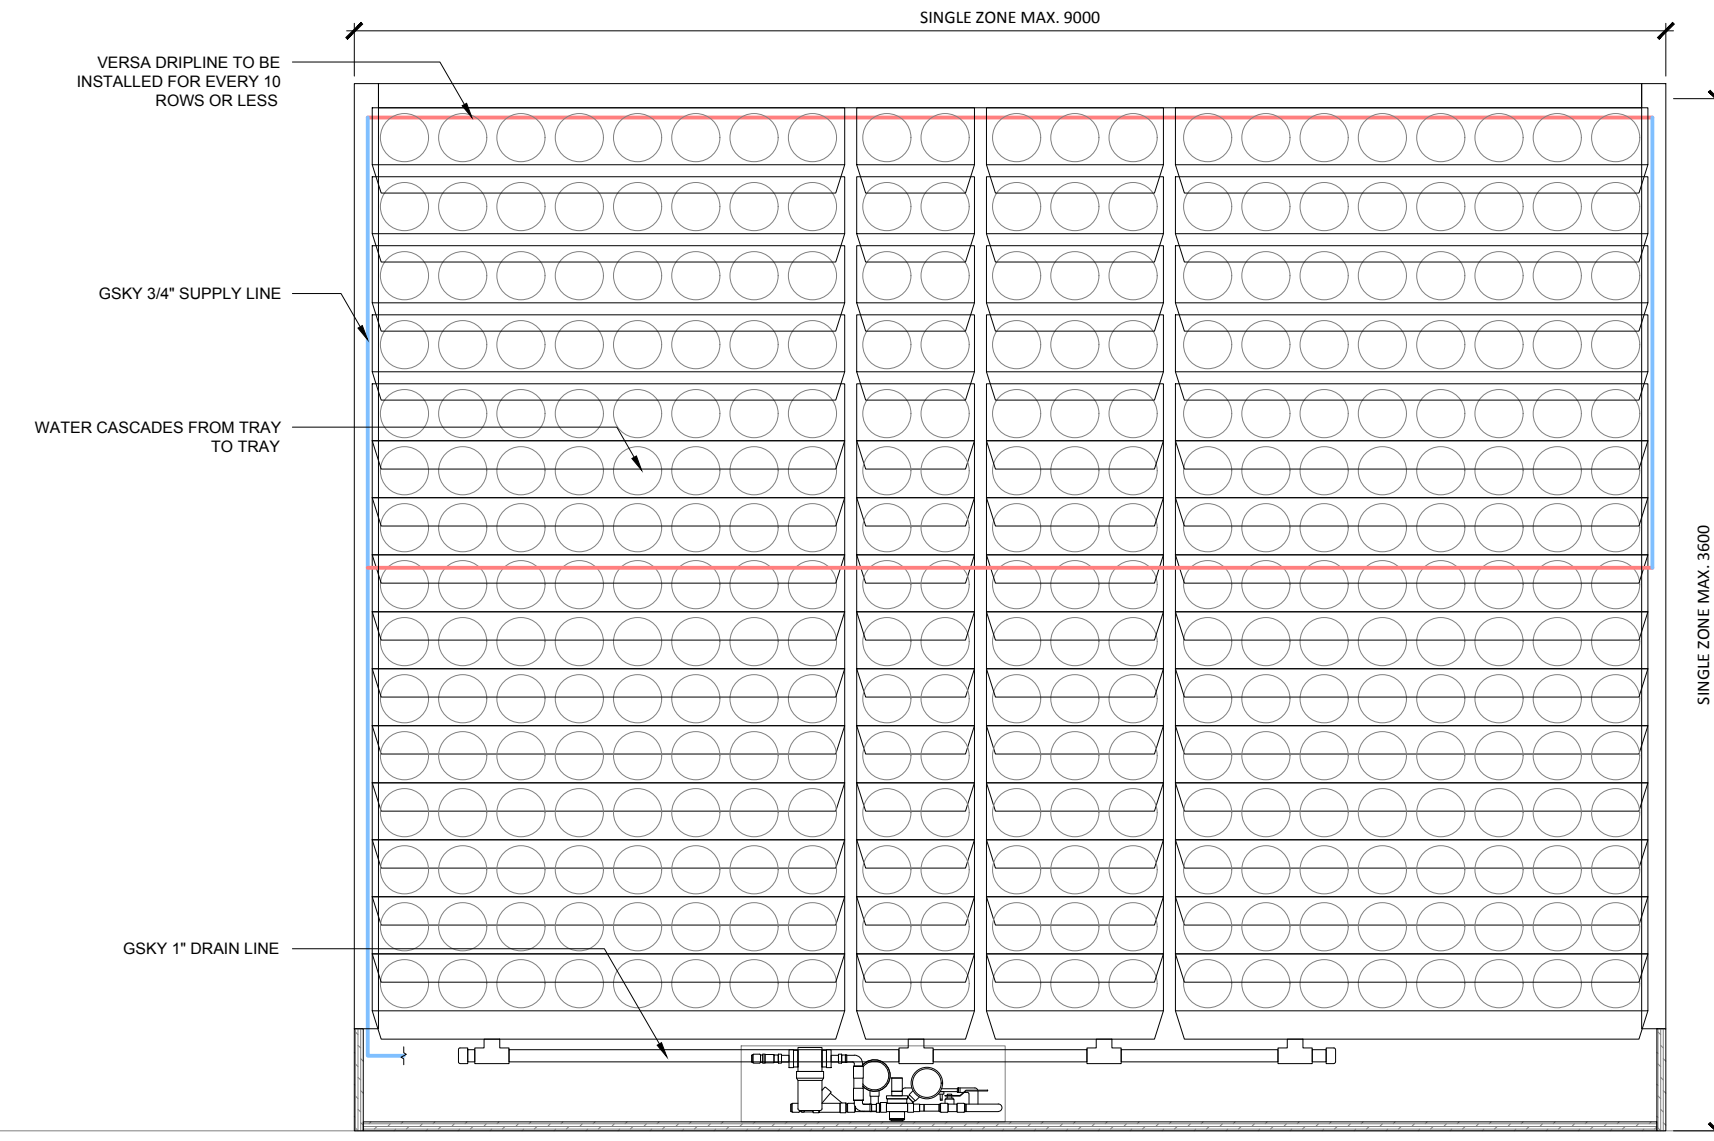 SINGLE ZONE MAX. 9000
VERSA DRIPLINE TO BE
INSTALLED FOR EVERY 10
ROWS OR LESS
GSKY 3/4" SUPPLY LINE
WATER CASCADES FROM TRAY
TO TRAY
SINGLE ZONE MAX. 3600
GSKY 1" DRAIN LINE